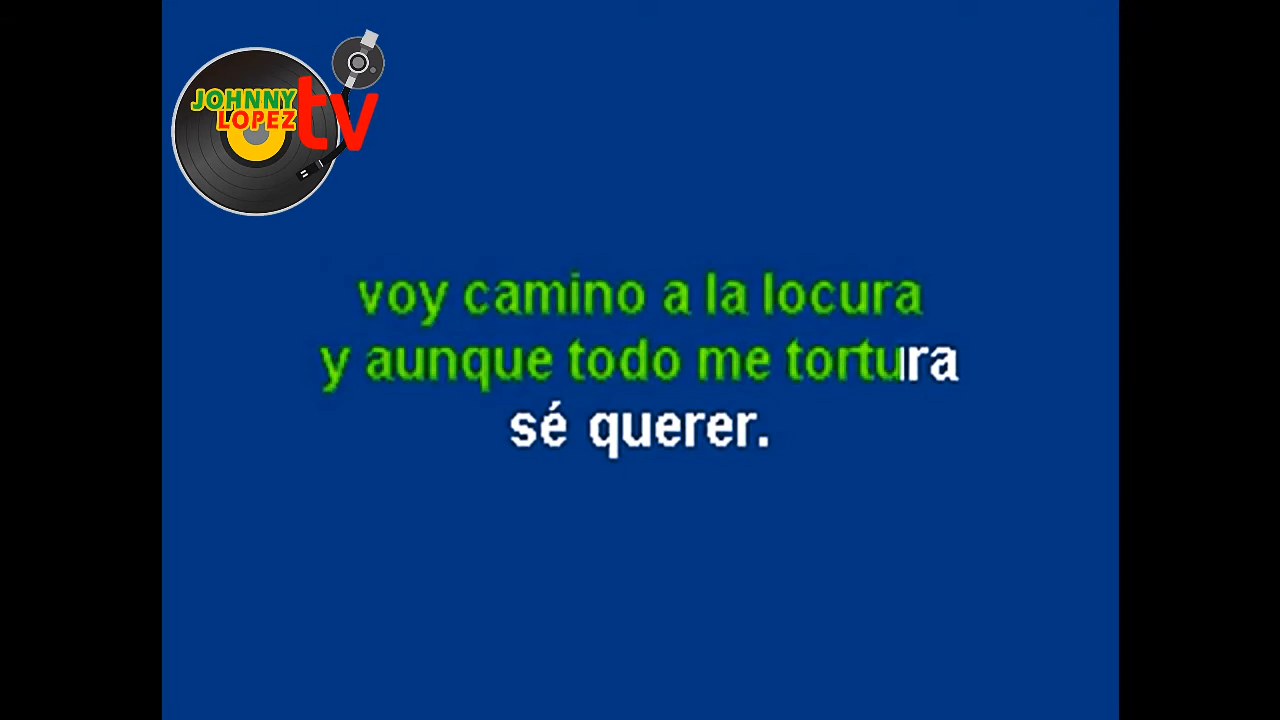 JOHNNY
LOPEZ
tv
voy camino a la locura
y aunque todo me tortura
sé querer.